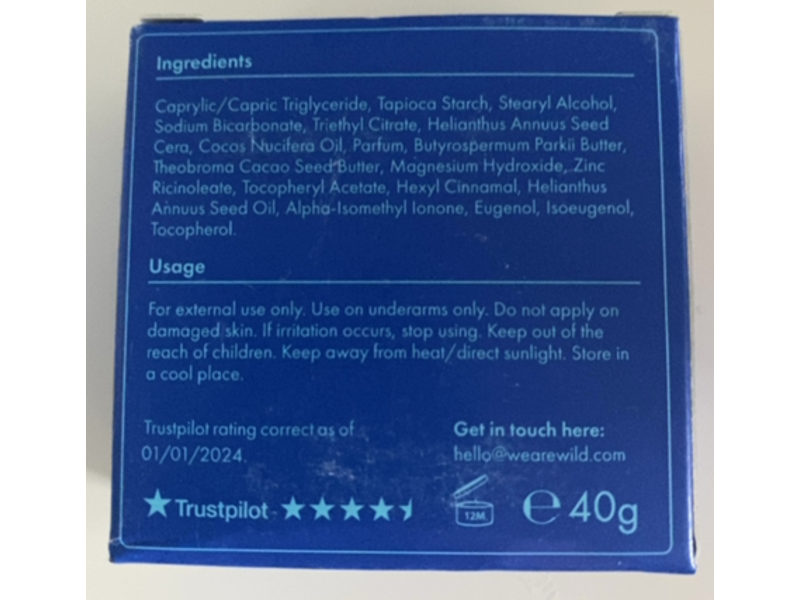 Ingredients
Caprylic/Capric Triglyceride, Tapioca Starch, Stearyl Alcohol,
Sodium Bicarbonate, Triethyl Citrate, Helianthus Annuus Seed
Cera, Cocos Nucifera Oil, Parfum, Butyrospermum Parkii Butter,
Theobroma Cacao Seed Butter, Magnesium Hydroxide, Zinc
Ricinoleate, Tocopheryl Acetate, Hexyl Cinnamal, Helianthus
Annuus Seed Oil, Alpha-Isomethyl Ionone, Eugenol, Isoeugenol,
Tocopherol.
Usage
For external use only. Use on underarms only. Do not apply on
damaged skin. If irritation occurs, stop using. Keep out of the
reach of children. Keep away from heat/direct sunlight. Store in
a cool place.
Trustpilot rating correct as of
01/01/2024.
Get in touch here:
hello@wearewild.com
Trustpilot
12M
℮ 40g